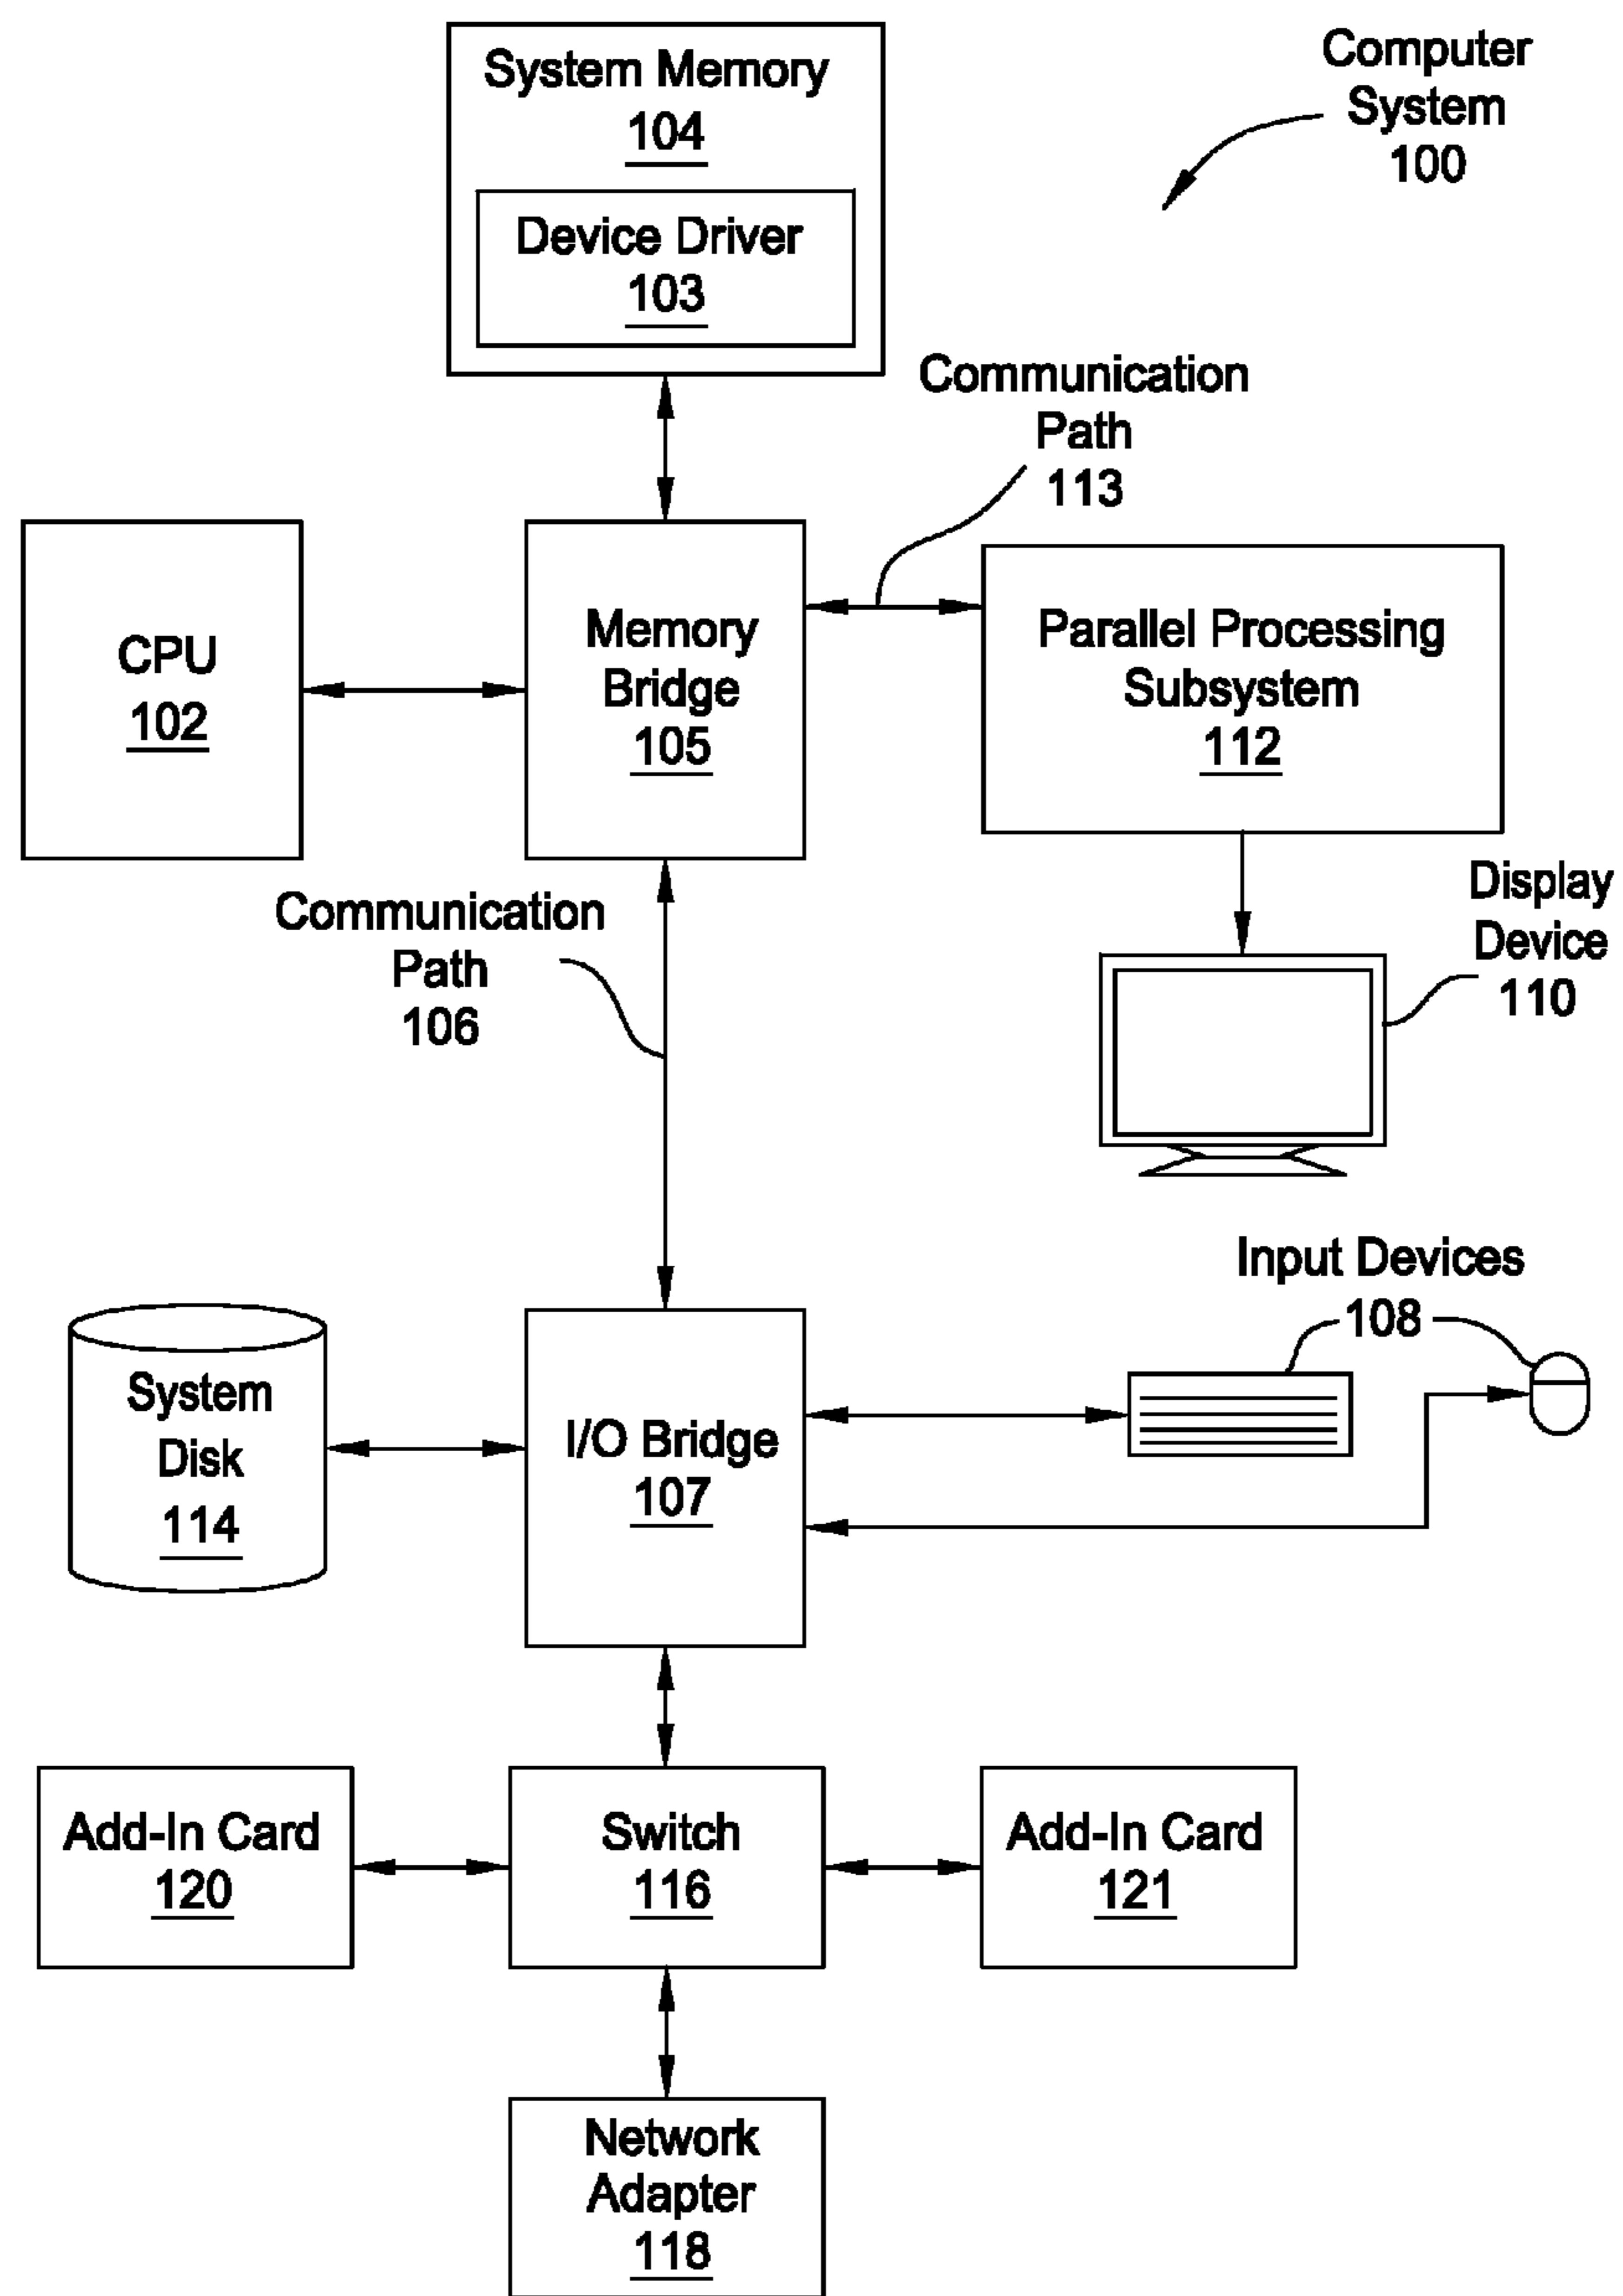 System Memory
104
Device Driver
103
Computer
System
100
Communication
Path
113
CPU
102
Memory
Bridge
105
Parallel Processing
Subsystem
112
Communication
Path
106
Display
Device
110
Input Devices
108
System
Disk
114
I/O Bridge
107
Add-In Card
120
Switch
116
Add-In Card
121
Network
Adapter
118